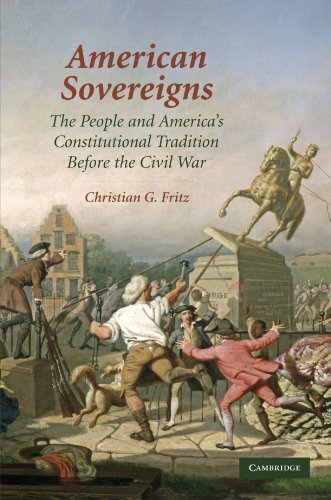 American
Sovereigns
The People and America's
Constitutional Tradition
Before the Civil War
Christian G. Fritz
CAMBRIDGE